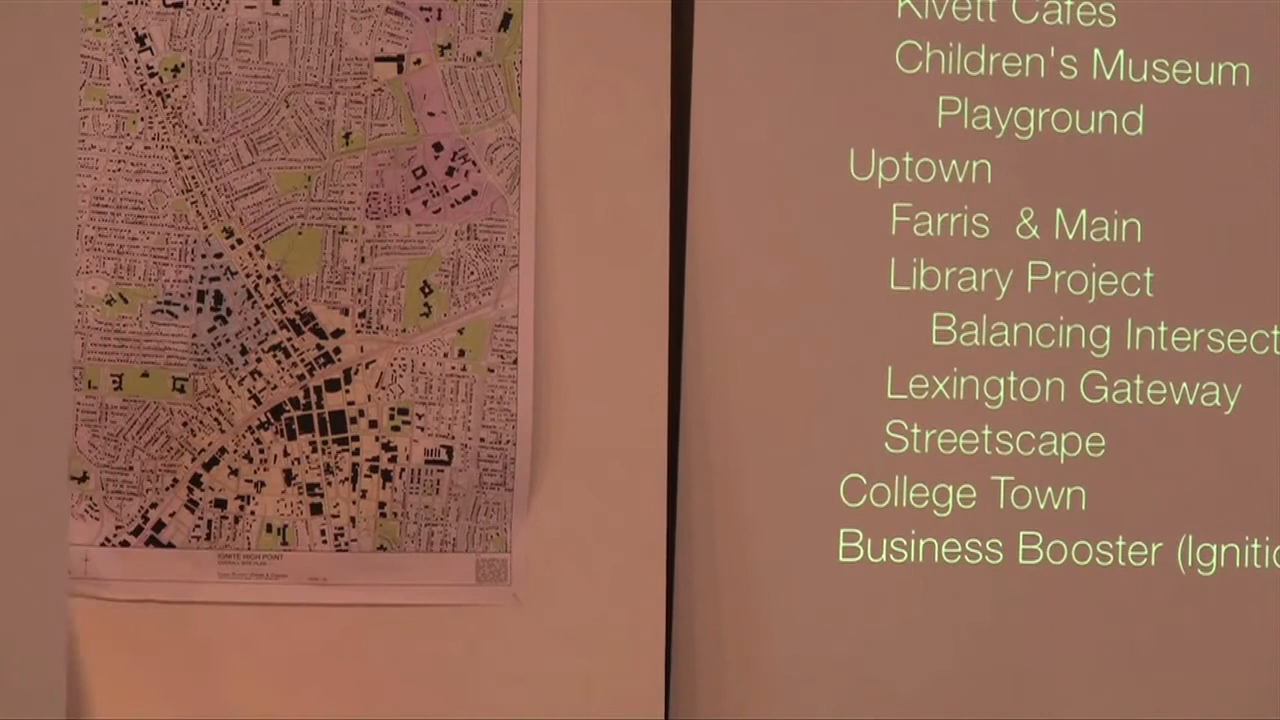 Kivett Cafes
Children's Museum
Playground
Uptown
Farris & Main
Library Project
Balancing Intersect
Lexington Gateway
Streetscape
College Town
Business Booster (Ignitio
IGNITE HIGH POINT